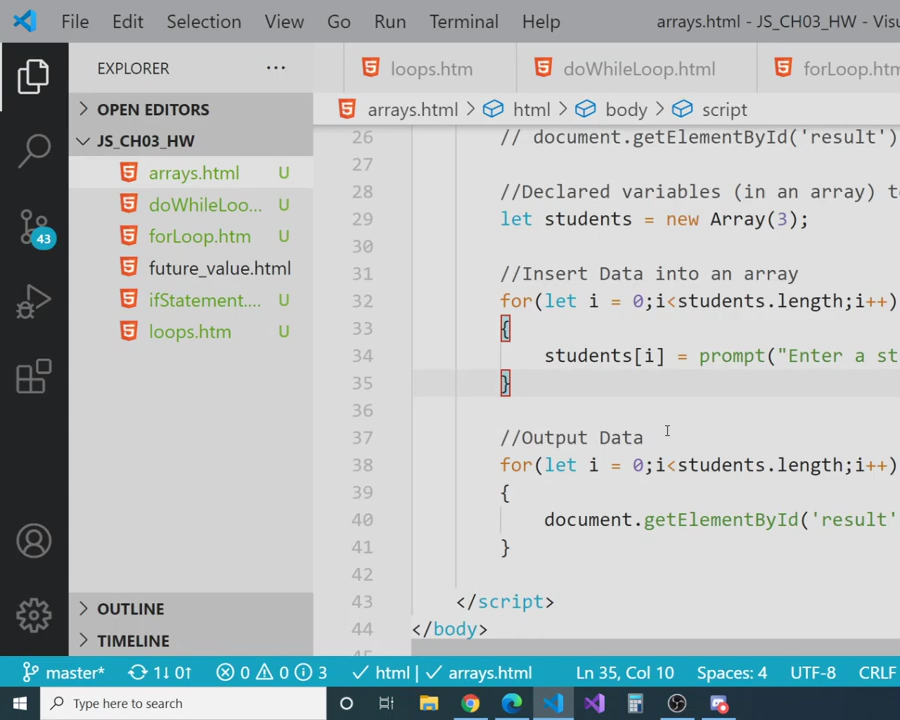 File Edit Selection View Go Run Terminal Help arrays.html - JS_CH03_HW - Visu
EXPLORER ···
loops.htm doWhileLoop.html forLoop.htm
OPEN EDITORS
arrays.html > html > body > script
JS_CH03_HW
arrays.html U
doWhileLoo... U
forLoop.htm U
future_value.html
ifStatement.... U
loops.htm U
43
26 // document.getElementById('result')
27
28 //Declared variables (in an array) to
29 let students = new Array(3);
30
31 //Insert Data into an array
32 for(let i = 0;i<students.length;i++)
33 {
34 students[i] = prompt("Enter a st
35 }
36
37 //Output Data
38 for(let i = 0;i<students.length;i++)
39 {
40 document.getElementById('result'
41 }
42
43 </script>
44 </body>
OUTLINE
TIMELINE
master* 1↓ 0↑ 0 0 3 html | arrays.html Ln 35, Col 10 Spaces: 4 UTF-8 CRLF
Type here to search